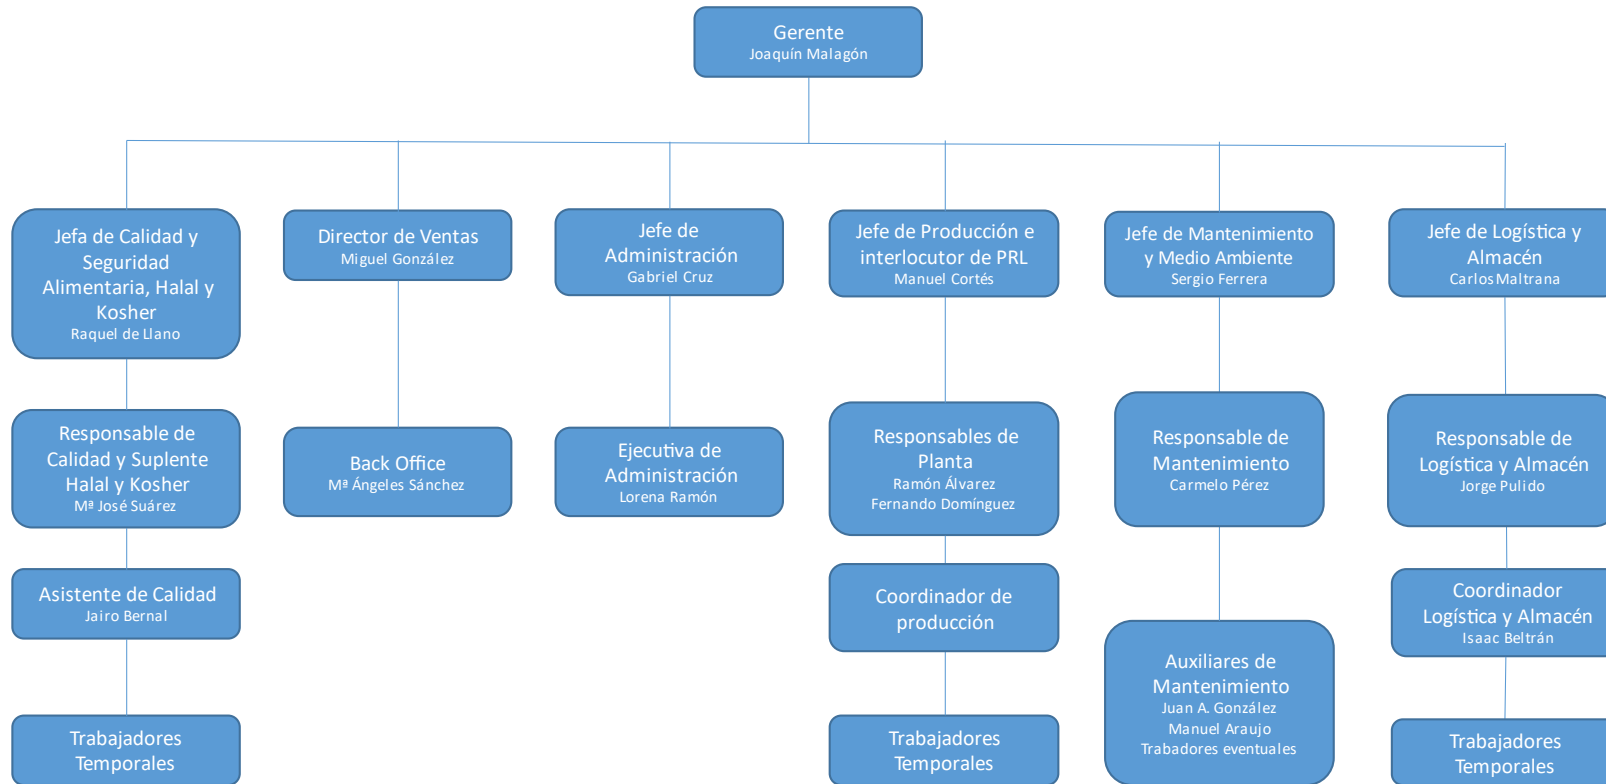 Gerente
Joaquín Malagón
Jefa de Calidad y
Seguridad
Alimentaria, Halal y
Kosher
Raquel de Llano
Director de Ventas
Miguel González
Jefe de
Administración
Gabriel Cruz
Jefe de Producción e
interlocutor de PRL
Manuel Cortés
Jefe de Mantenimiento
y Medio Ambiente
Sergio Ferrera
Jefe de Logística y
Almacén
Carlos Maltrana
Responsable de
Calidad y Suplente
Halal y Kosher
Mª José Suárez
Back Office
Mª Ángeles Sánchez
Ejecutiva de
Administración
Lorena Ramón
Responsables de
Planta
Ramón Álvarez
Fernando Domínguez
Responsable de
Mantenimiento
Carmelo Pérez
Responsable de
Logística y Almacén
Jorge Pulido
Asistente de Calidad
Jairo Bernal
Coordinador de
producción
Auxiliares de
Mantenimiento
Juan A. González
Manuel Araujo
Trabadores eventuales
Coordinador
Logística y Almacén
Isaac Beltrán
Trabajadores
Temporales
Trabajadores
Temporales
Trabajadores
Temporales